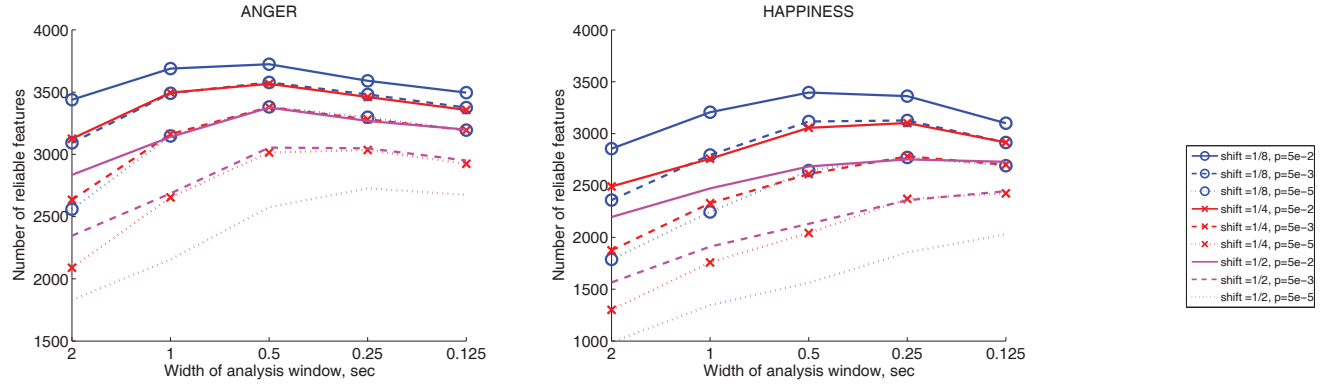 ANGER
4000
3500
3000
2500
2000
1500
Number of reliable features
2
1
0.5
0.25
0.125
Width of analysis window, sec
HAPPINESS
4000
3500
3000
2500
2000
1500
1000
Number of reliable features
2
1
0.5
0.25
0.125
Width of analysis window, sec
shift =1/8, p=5e−2
shift =1/8, p=5e−3
shift =1/8, p=5e−5
shift =1/4, p=5e−2
shift =1/4, p=5e−3
shift =1/4, p=5e−5
shift =1/2, p=5e−2
shift =1/2, p=5e−3
shift =1/2, p=5e−5